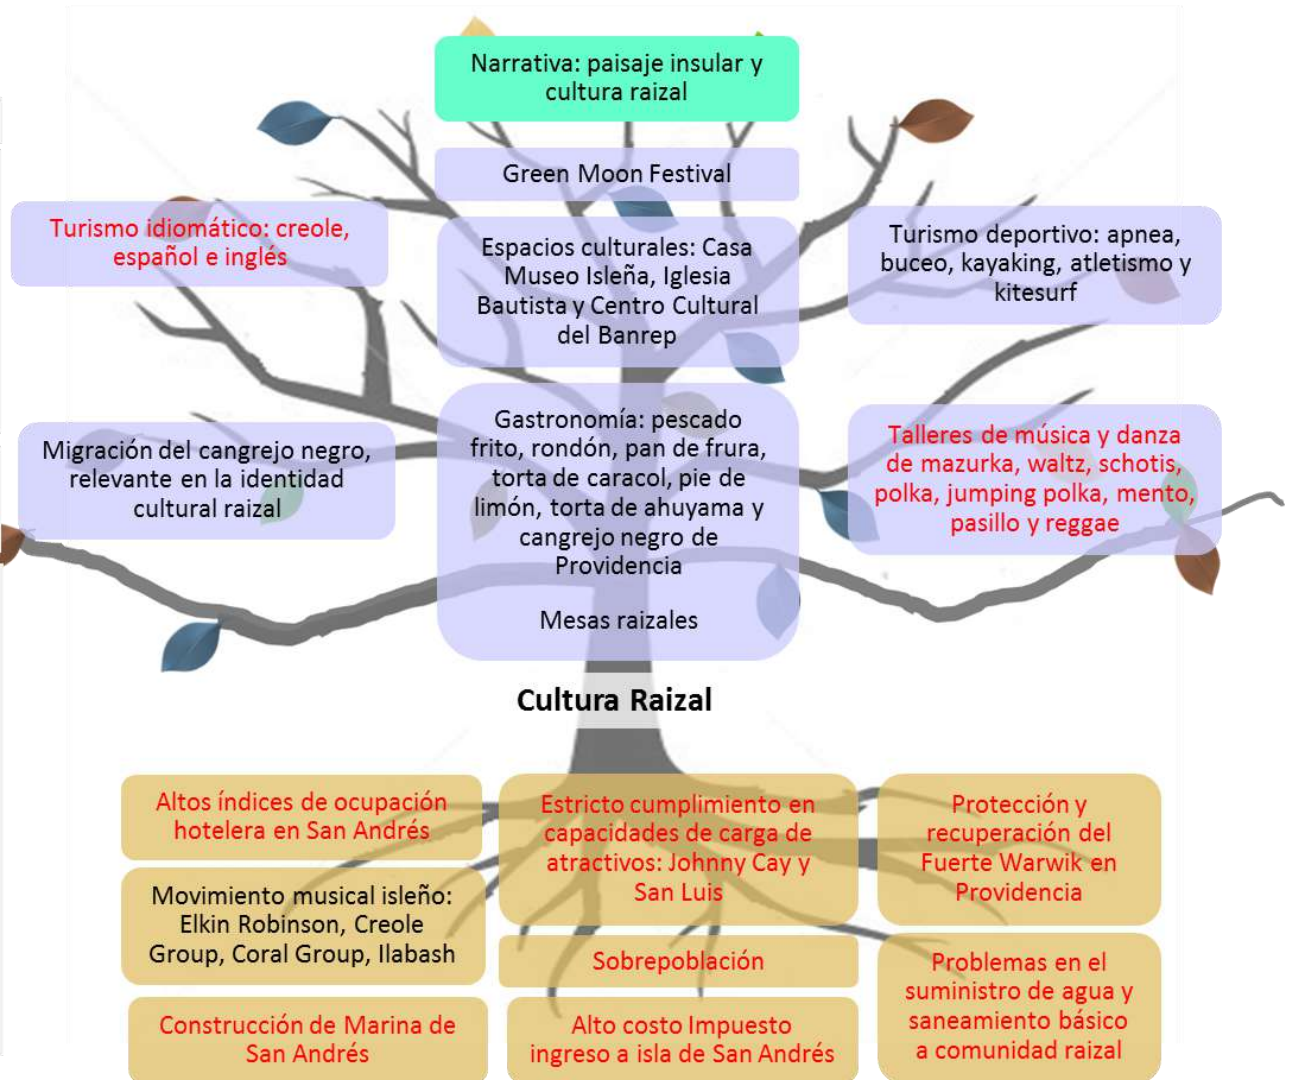 Narrativa: paisaje insular y
cultura raizal
Green Moon Festival
Turismo idiomático: creole,
español e inglés
Espacios culturales: Casa
Museo Isleña, Iglesia
Bautista y Centro Cultural
del Banrep
Turismo deportivo: apnea,
buceo, kayaking, atletismo y
kitesurf
Migración del cangrejo negro,
relevante en la identidad
cultural raizal
Gastronomía: pescado
frito, rondón, pan de frura,
torta de caracol, pie de
limón, torta de ahuyama y
cangrejo negro de
Providencia
Mesas raizales
Talleres de música y danza
de mazurka, waltz, schotis,
polka, jumping polka, mento,
pasillo y reggae
Cultura Raizal
Altos índices de ocupación
hotelera en San Andrés
Estricto cumplimiento en
capacidades de carga de
atractivos: Johnny Cay y
San Luis
Protección y
recuperación del
Fuerte Warwik en
Providencia
Movimiento musical isleño:
Elkin Robinson, Creole
Group, Coral Group, Ilabash
Sobrepoblación
Problemas en el
suministro de agua y
saneamiento básico
a comunidad raizal
Construcción de Marina de
San Andrés
Alto costo Impuesto
ingreso a isla de San Andrés